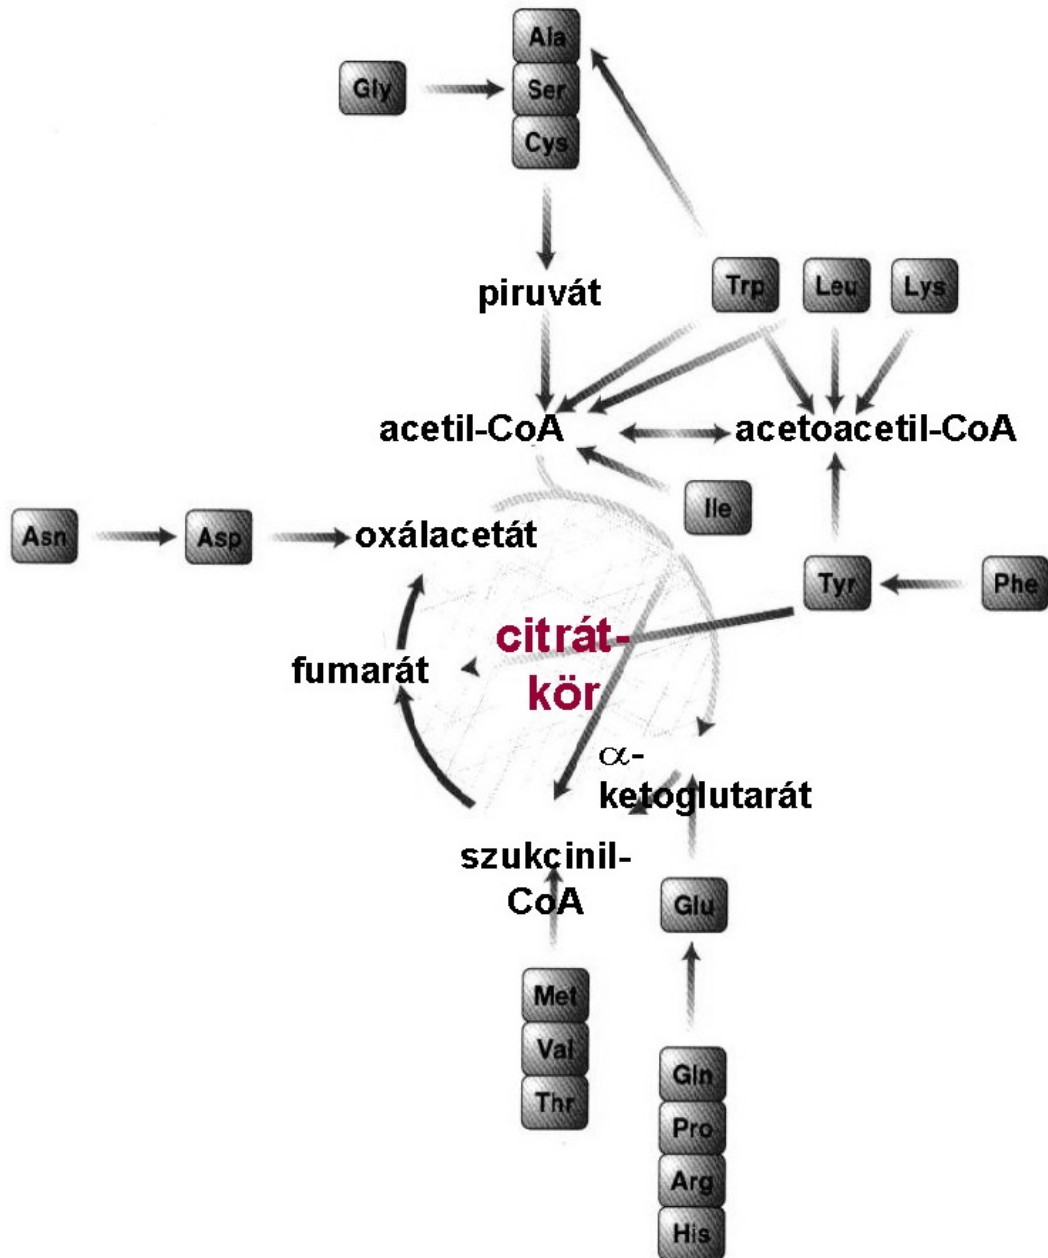 Ala
Gly
Ser
Cys
piruvát
Trp
Leu
Lys
acetil-CoA
acetoacetil-CoA
Ile
Asn
Asp
oxálacetát
Tyr
Phe
citrát-
kör
fumarát
α-
ketoglutarát
szukcinil-
CoA
Glu
Met
Val
Thr
Gln
Pro
Arg
His